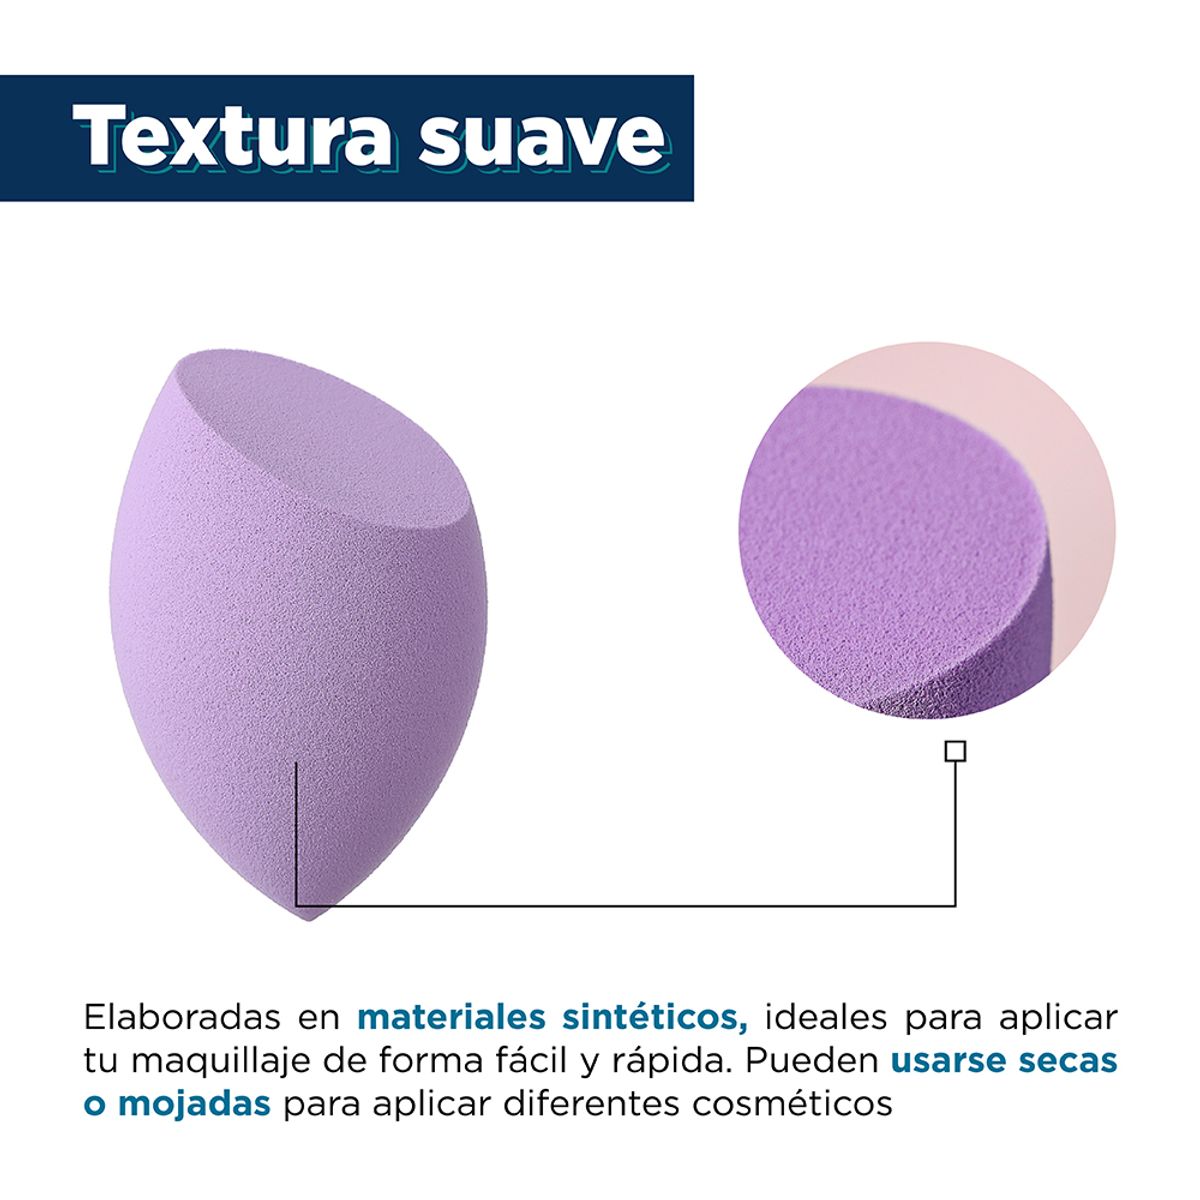 Textura suave
Elaboradas en materiales sintéticos, ideales para aplicar
tu maquillaje de forma fácil y rápida. Pueden usarse secas
o mojadas para aplicar diferentes cosméticos